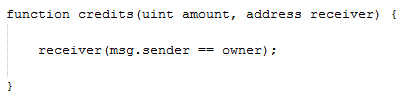 function credits(uint amount, address receiver) {
receiver(msg.sender == owner);
}